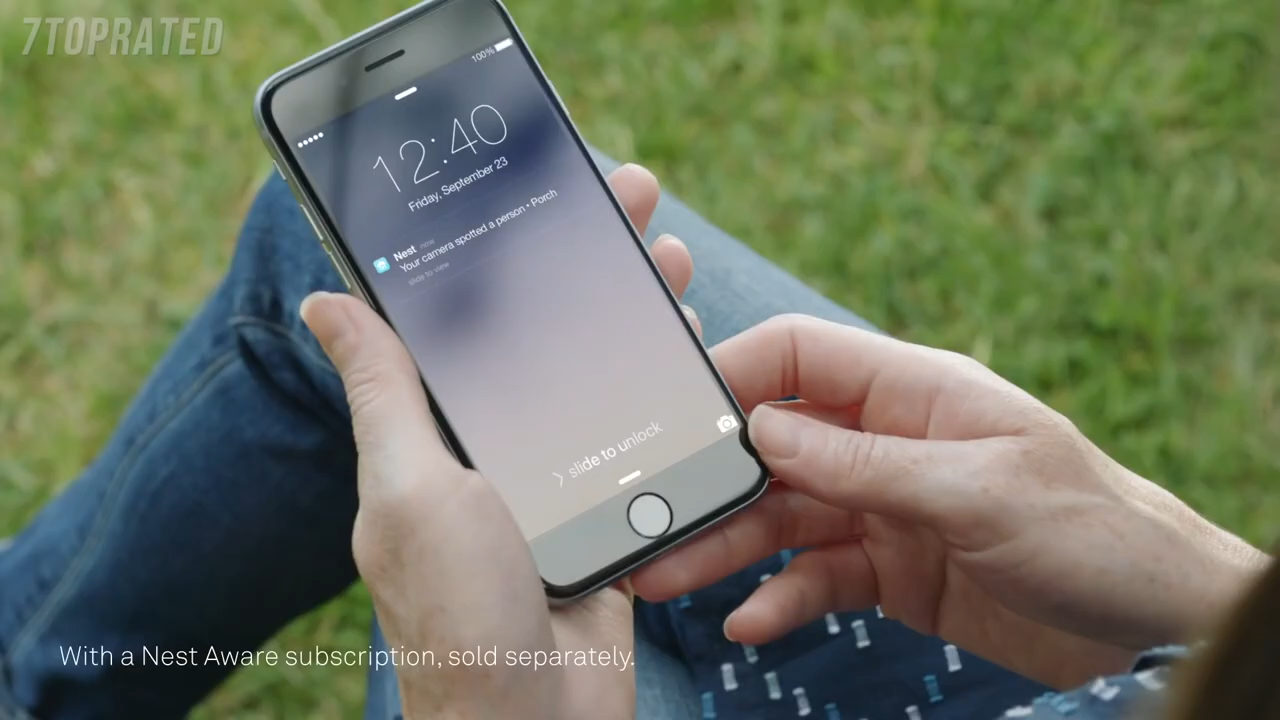 7TOPRATED
100%
12:40
Friday, September 23
Nest now
Your camera spotted a person • Porch
slide to view
> slide to unlock
With a Nest Aware subscription, sold separately.